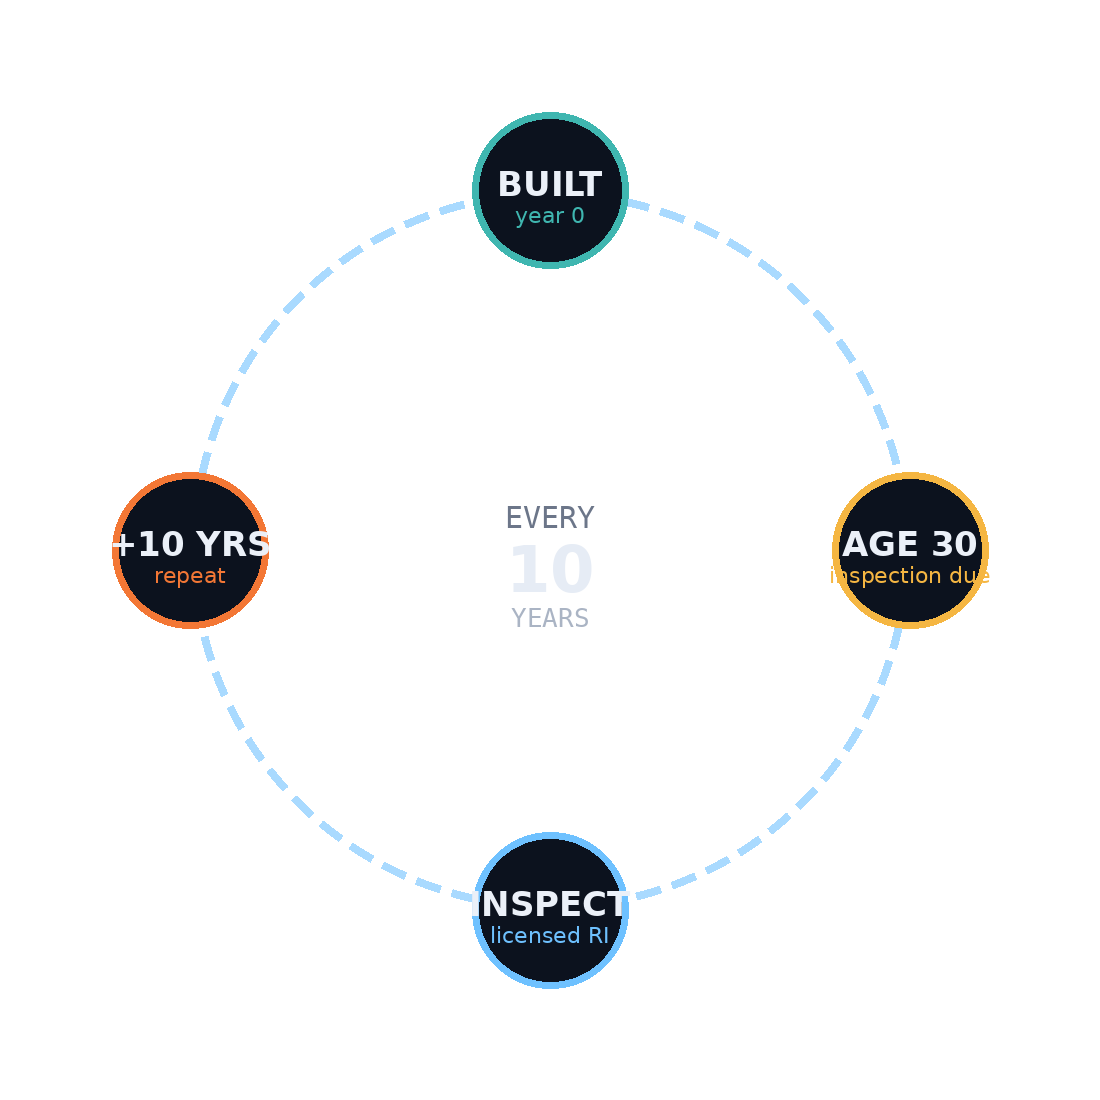 BUILT
year 0
+10 YRS
repeat
EVERY
10
YEARS
AGE 30
inspection due
INSPECT
licensed RI